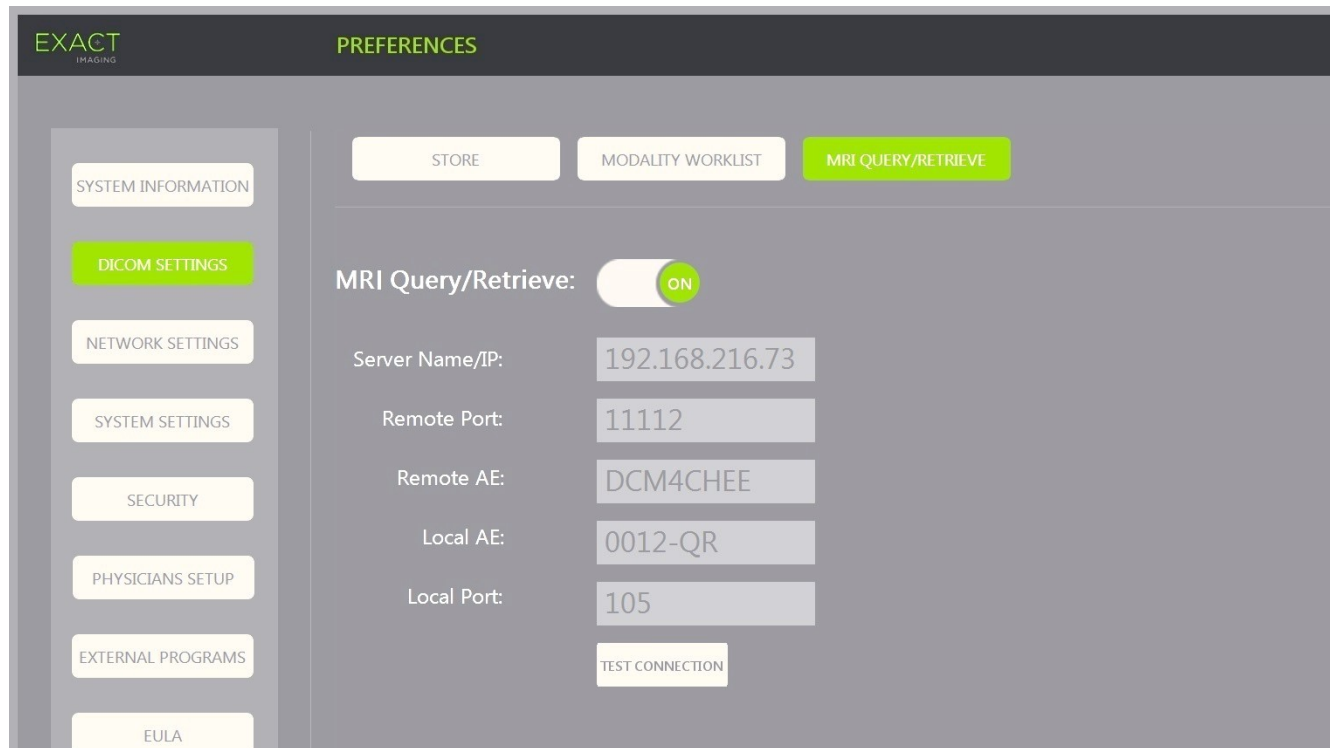 EXACT
IMAGING
PREFERENCES
SYSTEM INFORMATION
DICOM SETTINGS
NETWORK SETTINGS
SYSTEM SETTINGS
SECURITY
PHYSICIANS SETUP
EXTERNAL PROGRAMS
EULA
STORE
MODALITY WORKLIST
MRI QUERY/RETRIEVE
MRI Query/Retrieve: ON
Server Name/IP: 192.168.216.73
Remote Port: 11112
Remote AE: DCM4CHEE
Local AE: 0012-QR
Local Port: 105
TEST CONNECTION